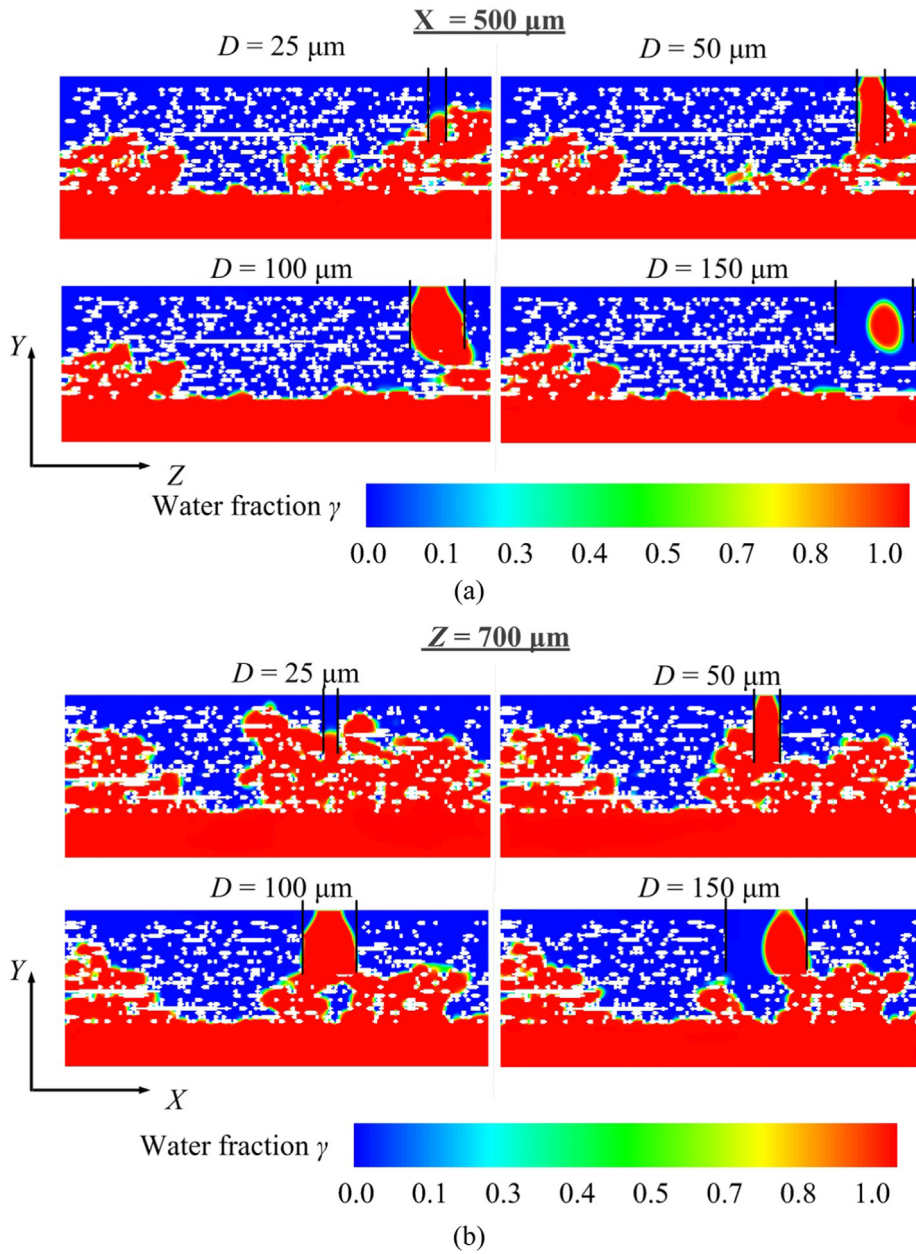 X = 500 μm
D = 25 μm D = 50 μm
D = 100 μm D = 150 μm
Y
Z
Water fraction γ
0.0 0.1 0.3 0.4 0.5 0.7 0.8 1.0
(a)
Z = 700 μm
D = 25 μm D = 50 μm
D = 100 μm D = 150 μm
Y
X
Water fraction γ
0.0 0.1 0.3 0.4 0.5 0.7 0.8 1.0
(b)